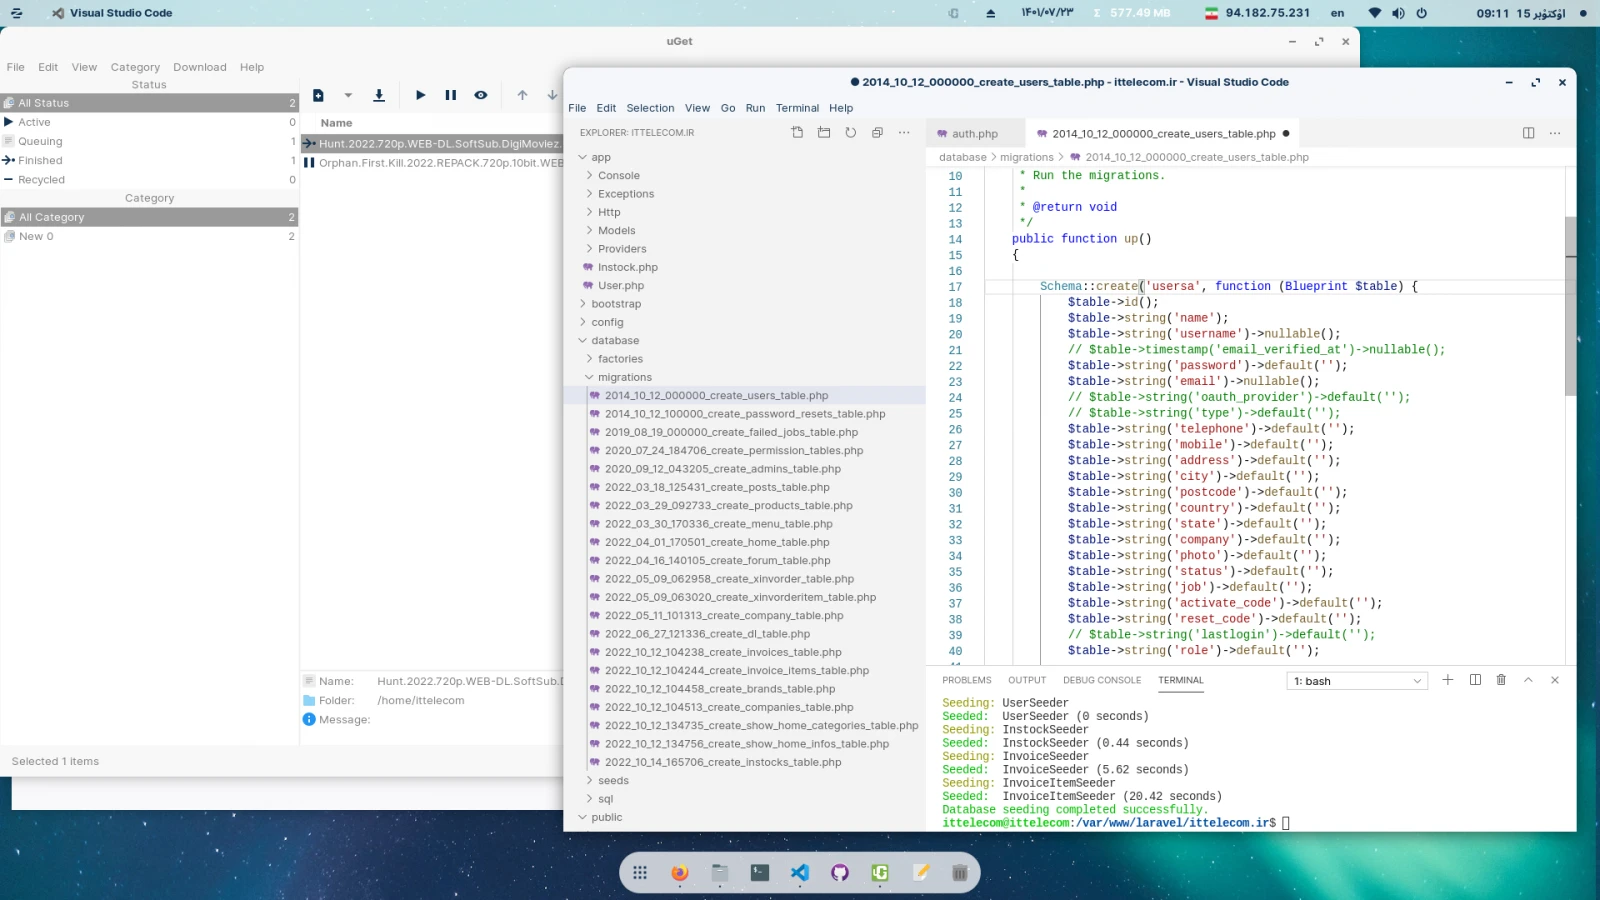 Visual Studio Code
۱۴۰۱/۰۷/۲۳
Σ 577.49 MB
94.182.75.231
en
09:11 15
uGet
File Edit View Category Download Help
Status
All Status 2
Active 0
Queuing 1
Finished 1
Recycled 0
Category
All Category 2
New 0 2
Name
Hunt.2022.720p.WEB-DL.SoftSub.DigiMoviez.
Orphan.First.Kill.2022.REPACK.720p.10bit.WEB
Name: Hunt.2022.720p.WEB-DL.SoftSub.D
Folder: /home/ittelecom
Message:
Selected 1 items
● 2014_10_12_000000_create_users_table.php - ittelecom.ir - Visual Studio Code
File Edit Selection View Go Run Terminal Help
EXPLORER: ITTELECOM.IR
app
Console
Exceptions
Http
Models
Providers
Instock.php
User.php
bootstrap
config
database
factories
migrations
2014_10_12_000000_create_users_table.php
2014_10_12_100000_create_password_resets_table.php
2019_08_19_000000_create_failed_jobs_table.php
2020_07_24_184706_create_permission_tables.php
2020_09_12_043205_create_admins_table.php
2022_03_18_125431_create_posts_table.php
2022_03_29_092733_create_products_table.php
2022_03_30_170336_create_menu_table.php
2022_04_01_170501_create_home_table.php
2022_04_16_140105_create_forum_table.php
2022_05_09_062958_create_xinvorder_table.php
2022_05_09_063020_create_xinvorderitem_table.php
2022_05_11_101313_create_company_table.php
2022_06_27_121336_create_dl_table.php
2022_10_12_104238_create_invoices_table.php
2022_10_12_104244_create_invoice_items_table.php
2022_10_12_104458_create_brands_table.php
2022_10_12_104513_create_companies_table.php
2022_10_12_134735_create_show_home_categories_table.php
2022_10_12_134756_create_show_home_infos_table.php
2022_10_14_165706_create_instocks_table.php
seeds
sql
public
auth.php
2014_10_12_000000_create_users_table.php ●
database > migrations > 2014_10_12_000000_create_users_table.php
10 * Run the migrations.
11 *
12 * @return void
13 */
14 public function up()
15 {
16
17 Schema::create('usersa', function (Blueprint $table) {
18 $table->id();
19 $table->string('name');
20 $table->string('username')->nullable();
21 // $table->timestamp('email_verified_at')->nullable();
22 $table->string('password')->default('');
23 $table->string('email')->nullable();
24 // $table->string('oauth_provider')->default('');
25 // $table->string('type')->default('');
26 $table->string('telephone')->default('');
27 $table->string('mobile')->default('');
28 $table->string('address')->default('');
29 $table->string('city')->default('');
30 $table->string('postcode')->default('');
31 $table->string('country')->default('');
32 $table->string('state')->default('');
33 $table->string('company')->default('');
34 $table->string('photo')->default('');
35 $table->string('status')->default('');
36 $table->string('job')->default('');
37 $table->string('activate_code')->default('');
38 $table->string('reset_code')->default('');
39 // $table->string('lastlogin')->default('');
40 $table->string('role')->default('');
PROBLEMS OUTPUT DEBUG CONSOLE TERMINAL
1: bash
Seeding: UserSeeder
Seeded: UserSeeder (0 seconds)
Seeding: InstockSeeder
Seeded: InstockSeeder (0.44 seconds)
Seeding: InvoiceSeeder
Seeded: InvoiceSeeder (5.62 seconds)
Seeding: InvoiceItemSeeder
Seeded: InvoiceItemSeeder (20.42 seconds)
Database seeding completed successfully.
ittelecom@ittelecom:/var/www/laravel/ittelecom.ir$